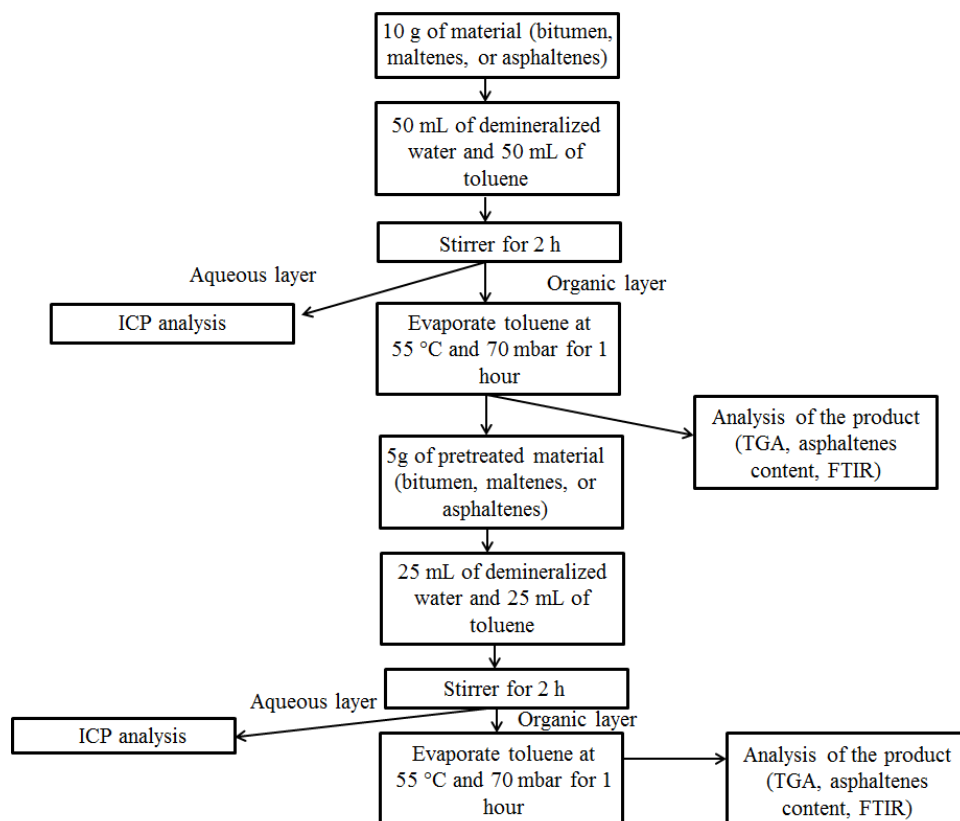 10 g of material (bitumen,
maltenes, or asphaltenes)
50 mL of demineralized
water and 50 mL of
toluene
Stirrer for 2 h
Aqueous layer
Organic layer
ICP analysis
Evaporate toluene at
55 °C and 70 mbar for 1
hour
Analysis of the product
(TGA, asphaltenes
content, FTIR)
5g of pretreated material
(bitumen, maltenes, or
asphaltenes)
25 mL of demineralized
water and 25 mL of
toluene
Stirrer for 2 h
Aqueous layer
Organic layer
ICP analysis
Evaporate toluene at
55 °C and 70 mbar for 1
hour
Analysis of the product
(TGA, asphaltenes
content, FTIR)